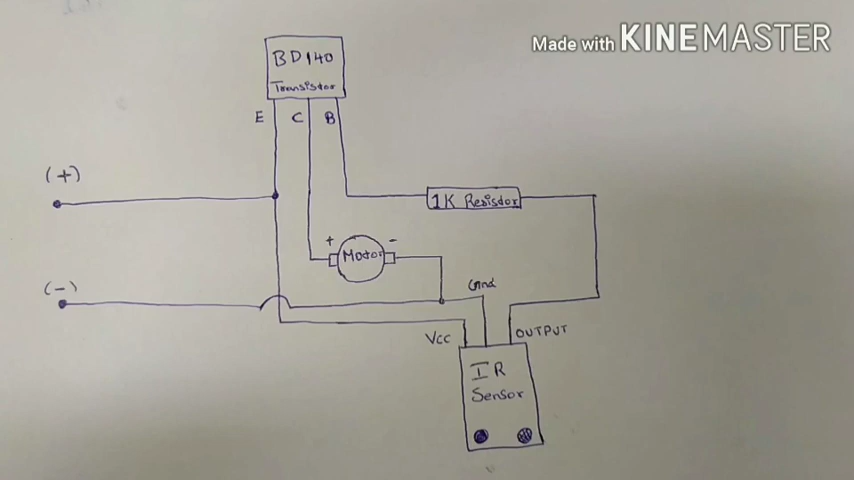 Made with KINEMASTER
BD140
Transistor
E C B
(+)
1K Resistor
+ Motor -
(-)
Gnd
VCC OUTPUT
IR
Sensor